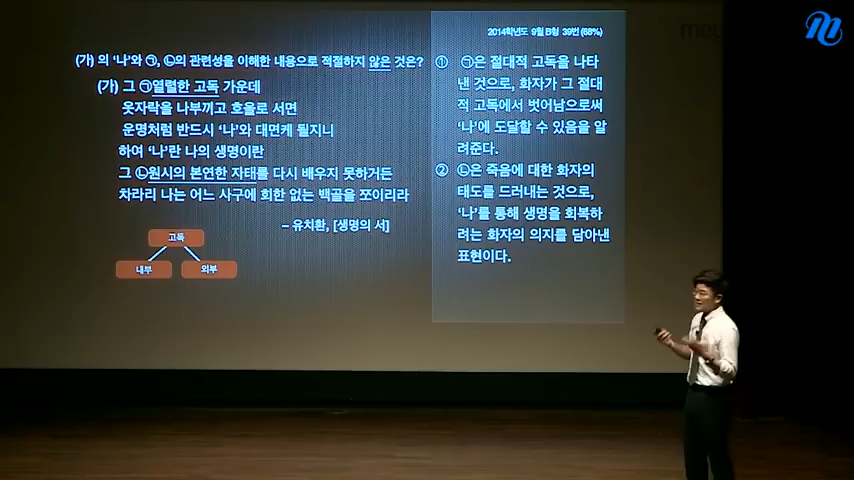 2014학년도 9월 B형 39번 (68%)
(가) 의 '나'와 ㉠, ㉡의 관련성을 이해한 내용으로 적절하지 않은 것은?
(가) 그 ㉠열렬한 고독 가운데
옷자락을 나부끼고 호올로 서면
운명처럼 반드시 '나'와 대면케 될지니
하여 '나'란 나의 생명이란
그 ㉡원시의 본연한 자태를 다시 배우지 못하거든
차라리 나는 어느 사구에 회한 없는 백골을 쪼이리라
– 유치환, [생명의 서]
고독
내부 외부
① ㉠은 절대적 고독을 나타
낸 것으로, 화자가 그 절대
적 고독에서 벗어남으로써
'나'에 도달할 수 있음을 알
려준다.
② ㉡은 죽음에 대한 화자의
태도를 드러내는 것으로,
'나'를 통해 생명을 회복하
려는 화자의 의지를 담아낸
표현이다.